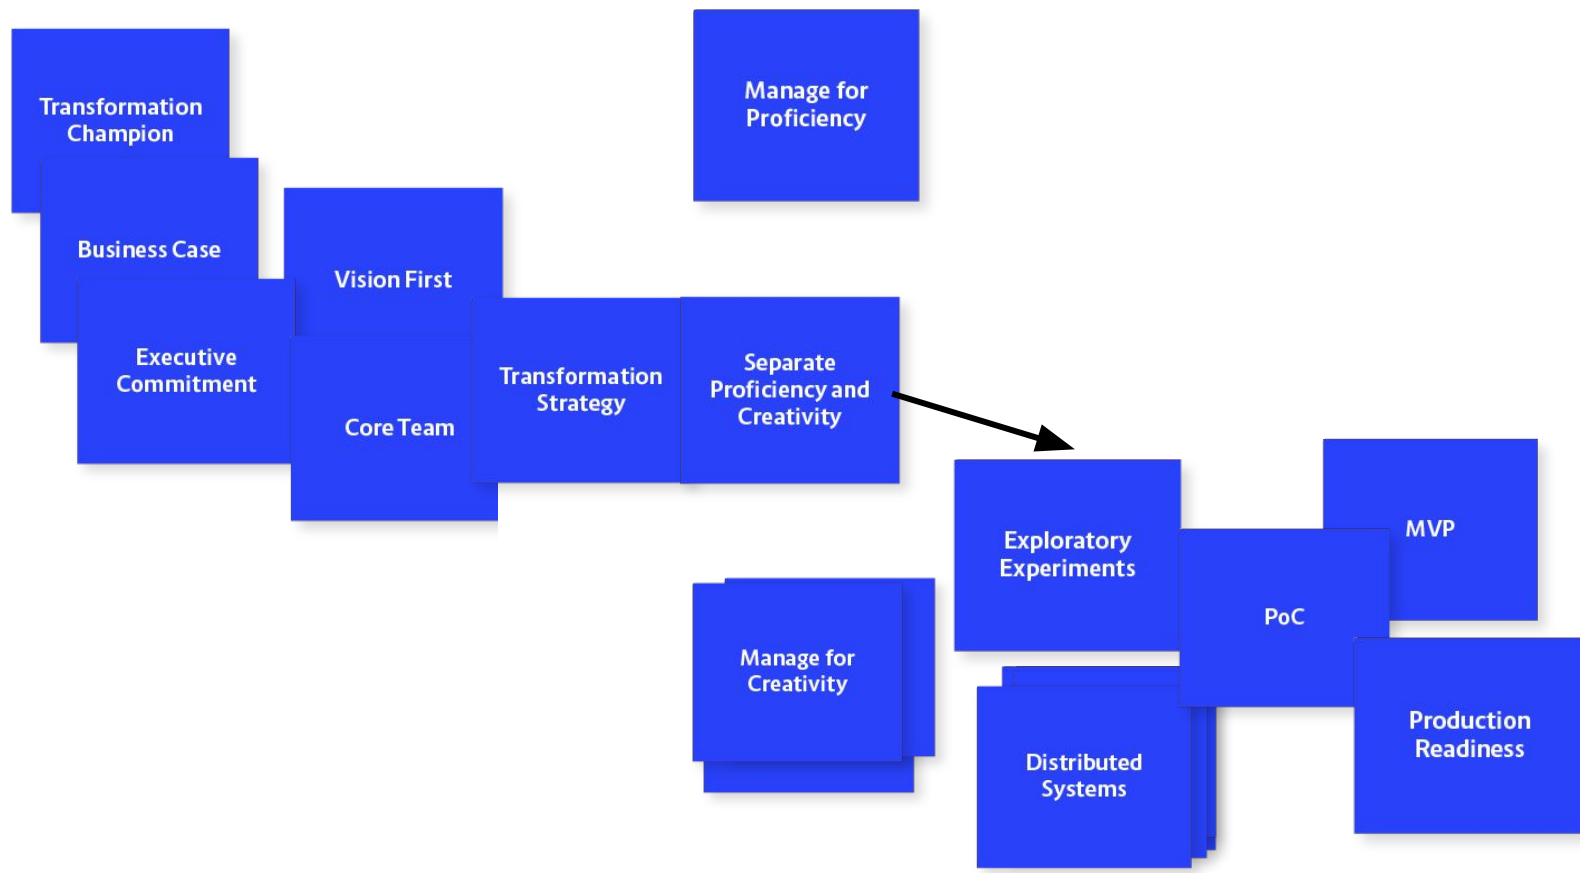 Transformation
Champion
Business Case
Executive
Commitment
Vision First
Core Team
Transformation
Strategy
Manage for
Proficiency
Separate
Proficiency and
Creativity
Manage for
Creativity
Exploratory
Experiments
Distributed
Systems
PoC
MVP
Production
Readiness